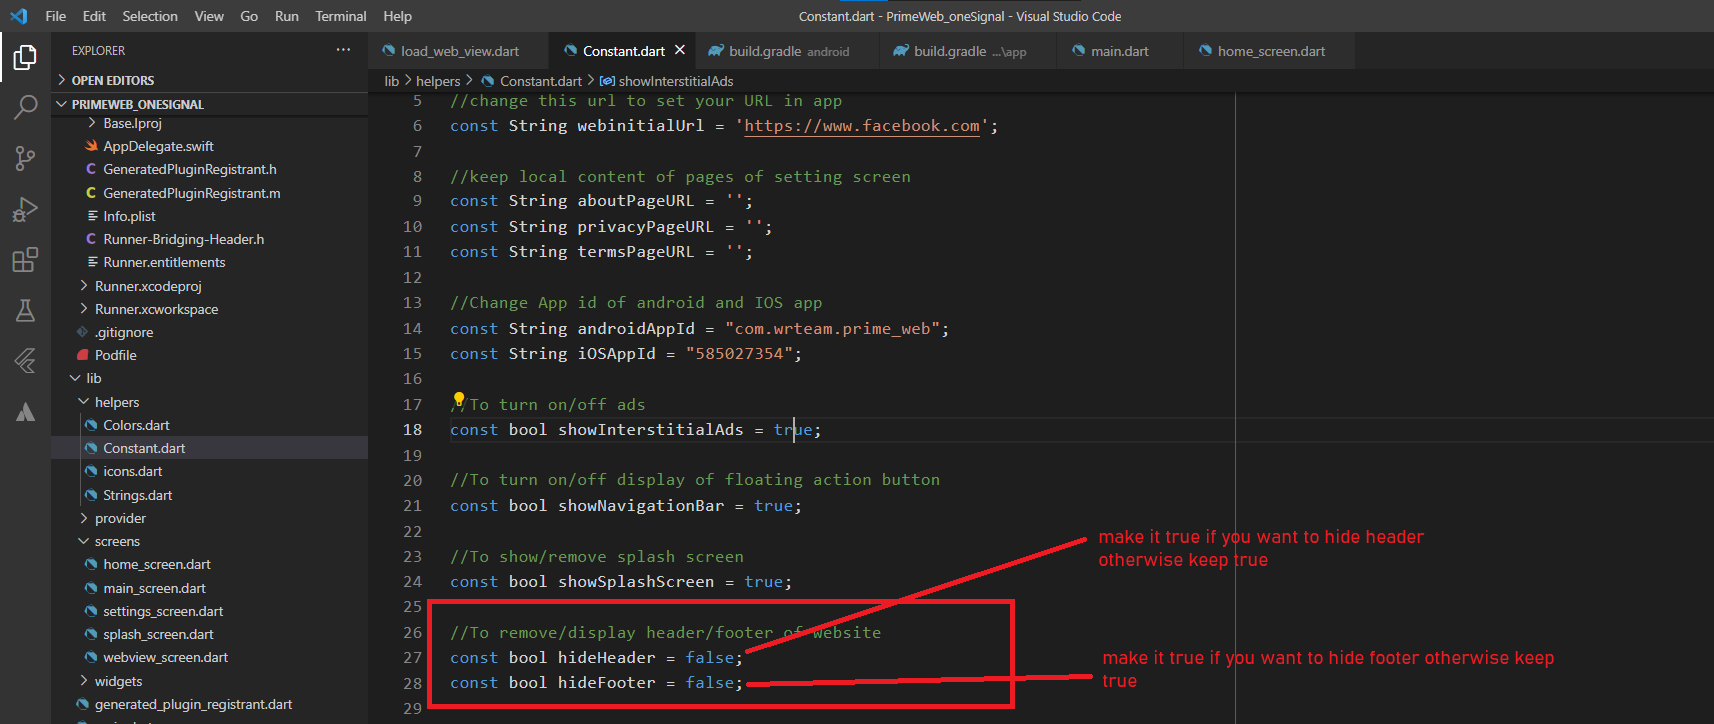 File Edit Selection View Go Run Terminal Help
Constant.dart - PrimeWeb_oneSignal - Visual Studio Code
EXPLORER ...
OPEN EDITORS
PRIMEWEB_ONESIGNAL
Base.lproj
AppDelegate.swift
C GeneratedPluginRegistrant.h
C GeneratedPluginRegistrant.m
Info.plist
C Runner-Bridging-Header.h
Runner.entitlements
Runner.xcodeproj
Runner.xcworkspace
.gitignore
Podfile
lib
helpers
Colors.dart
Constant.dart
icons.dart
Strings.dart
provider
screens
home_screen.dart
main_screen.dart
settings_screen.dart
splash_screen.dart
webview_screen.dart
widgets
generated_plugin_registrant.dart
load_web_view.dart Constant.dart build.gradle android build.gradle ...\app main.dart home_screen.dart
lib > helpers > Constant.dart > showInterstitialAds
5 //change this url to set your URL in app
6 const String webinitialUrl = 'https://www.facebook.com';
7
8 //keep local content of pages of setting screen
9 const String aboutPageURL = '';
10 const String privacyPageURL = '';
11 const String termsPageURL = '';
12
13 //Change App id of android and IOS app
14 const String androidAppId = "com.wrteam.prime_web";
15 const String iOSAppId = "585027354";
16
17 //To turn on/off ads
18 const bool showInterstitialAds = true;
19
20 //To turn on/off display of floating action button
21 const bool showNavigationBar = true;
22
23 //To show/remove splash screen
24 const bool showSplashScreen = true;
25
26 //To remove/display header/footer of website
27 const bool hideHeader = false;
28 const bool hideFooter = false;
29
make it true if you want to hide header
otherwise keep true
make it true if you want to hide footer otherwise keep
true